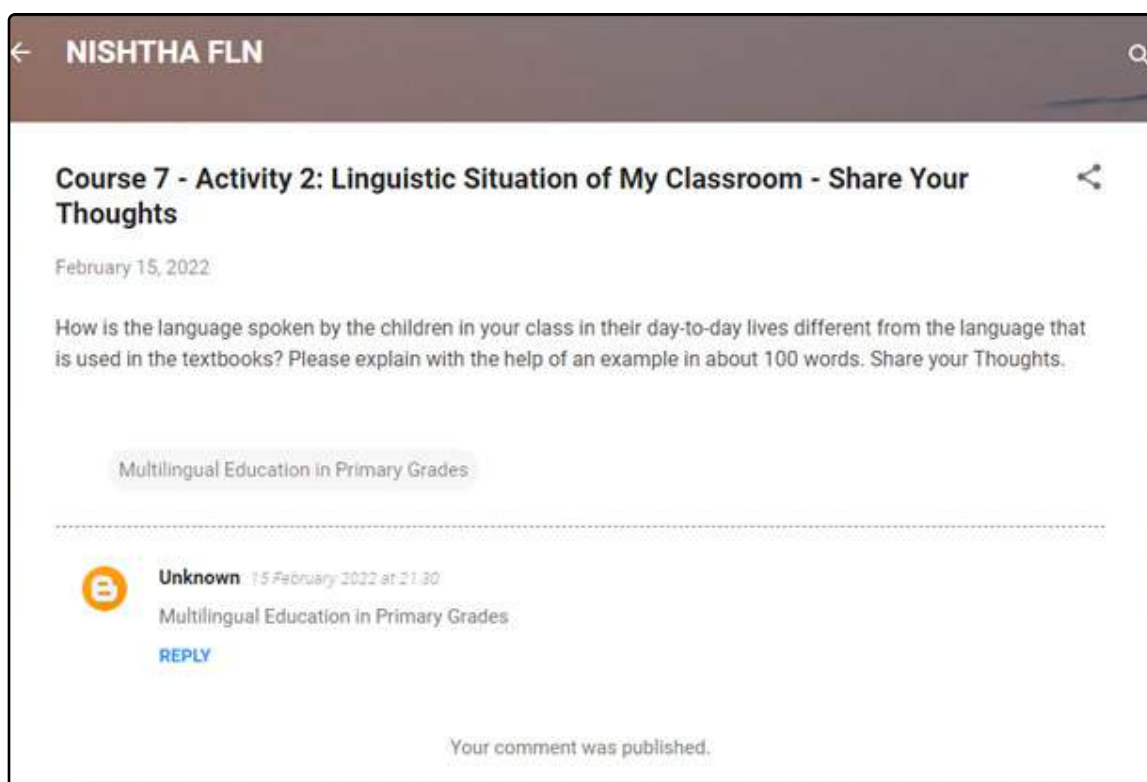 NISHTHA FLN
Course 7 - Activity 2: Linguistic Situation of My Classroom - Share Your
Thoughts
February 15, 2022
How is the language spoken by the children in your class in their day-to-day lives different from the language that
is used in the textbooks? Please explain with the help of an example in about 100 words. Share your Thoughts.
Multilingual Education in Primary Grades
Unknown 15 February 2022 at 21:30
Multilingual Education in Primary Grades
REPLY
Your comment was published.